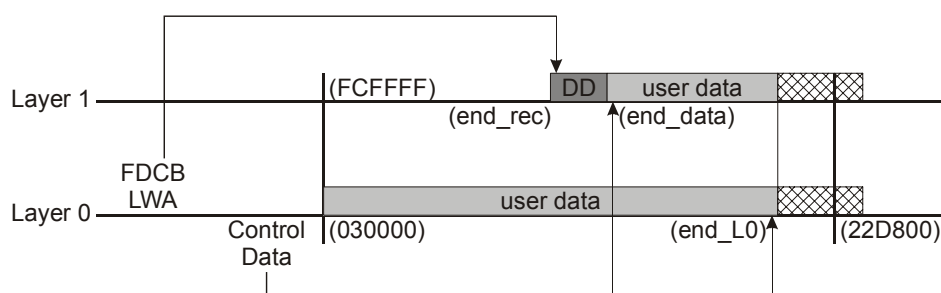 (FCFFFF)
DD
user data
Layer 1
(end_rec)
(end_data)
FDCB
LWA
user data
Layer 0
Control
Data
(030000)
(end_L0)
(22D800)